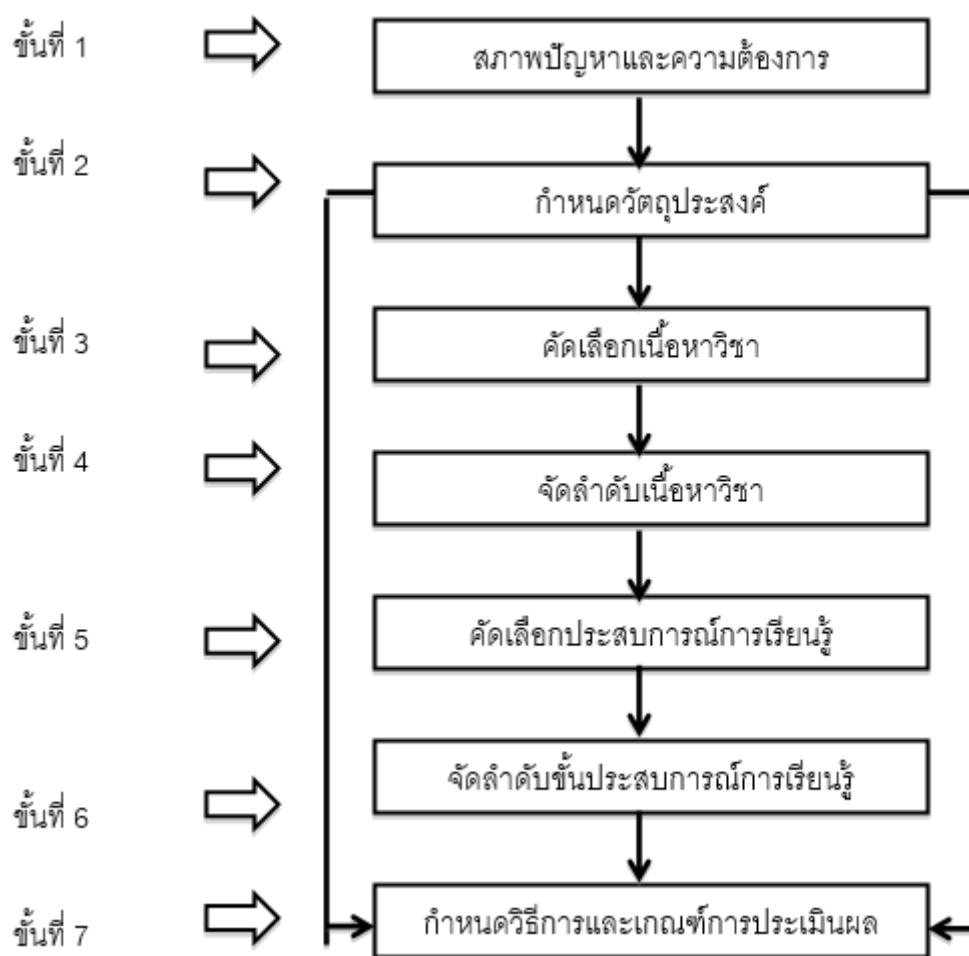 ขั้นที่ 1
สภาพปัญหาและความต้องการ
ขั้นที่ 2
กำหนดวัตถุประสงค์
ขั้นที่ 3
คัดเลือกเนื้อหาวิชา
ขั้นที่ 4
จัดลำดับเนื้อหาวิชา
ขั้นที่ 5
คัดเลือกประสบการณ์การเรียนรู้
ขั้นที่ 6
จัดลำดับขั้นประสบการณ์การเรียนรู้
ขั้นที่ 7
กำหนดวิธีการและเกณฑ์การประเมินผล